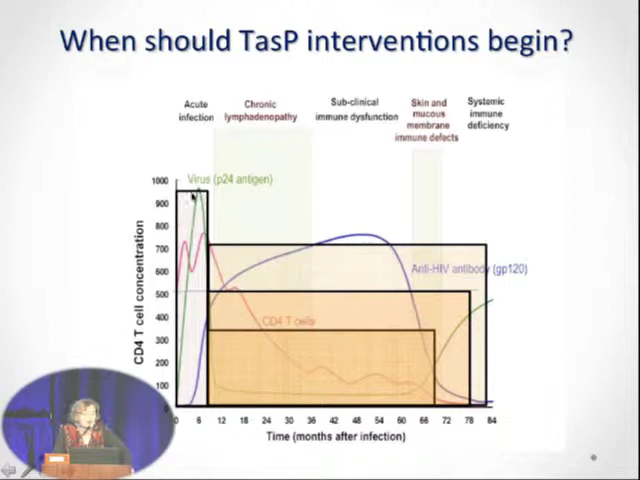 When should TasP interventions begin?
Acute
infection
Chronic
lymphadenopathy
Sub-clinical
immune dysfunction
Skin and
mucous
membrane
immune defects
Systemic
immune
deficiency
Virus (p24 antigen)
Anti-HIV antibody (gp120)
CD4 T cells
CD4 T cell concentration
1000
900
800
700
600
500
400
300
200
100
0
0 6 12 18 24 30 36 42 48 54 60 66 72 78 84
Time (months after infection)